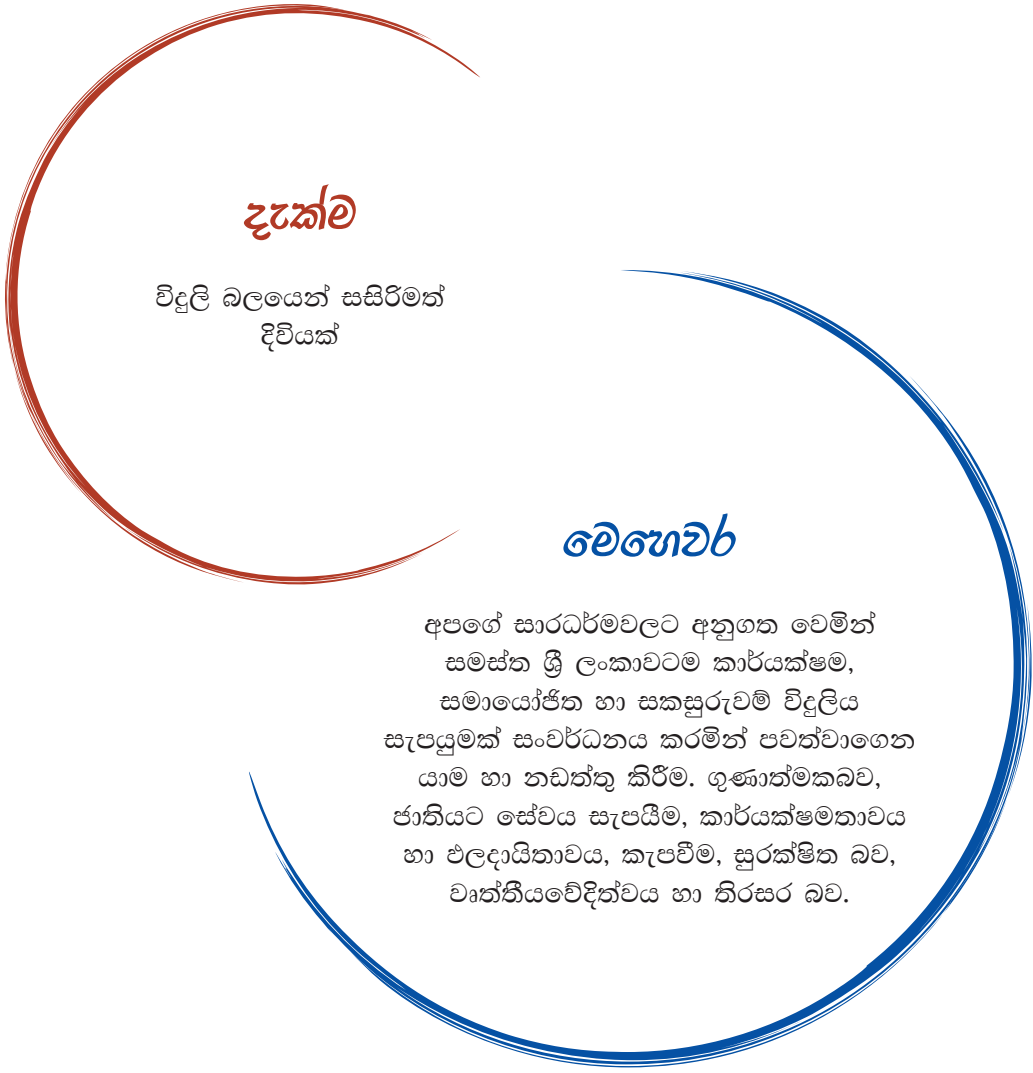 දැක්ම
විදුලි බලයෙන් සසිරිමත්
දිවියක්
මෙහෙවර
අපගේ සාරධර්මවලට අනුගත වෙමින්
සමස්ත ශ්‍රී ලංකාවටම කාර්යක්ෂම,
සමායෝජිත හා සකසුරුවම් විදුලිය
සැපයුමක් සංවර්ධනය කරමින් පවත්වාගෙන
යාම හා නඩත්තු කිරීම. ගුණාත්මකබව,
ජාතියට සේවය සැපයීම, කාර්යක්ෂමතාවය
හා ඵලදායිතාවය, කැපවීම, සුරක්ෂිත බව,
වෘත්තීයවේදිත්වය හා තිරසර බව.